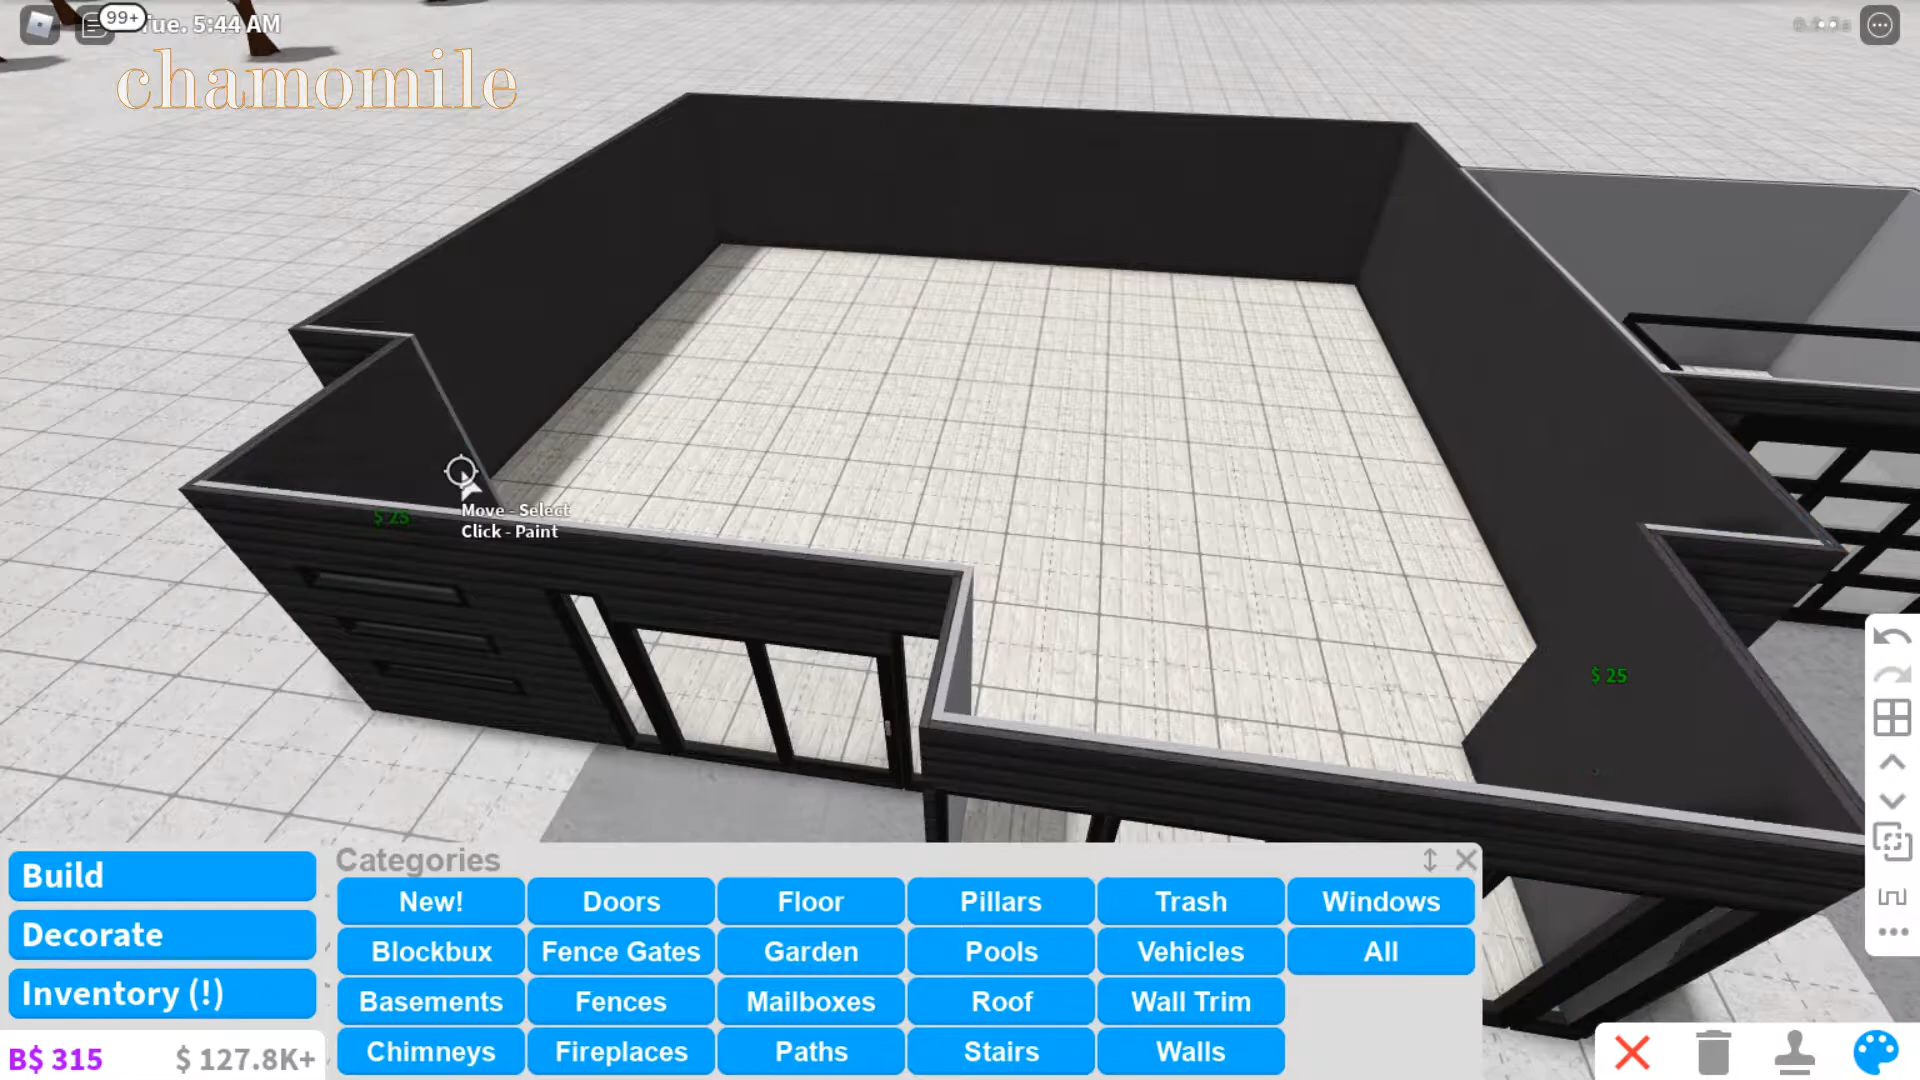 99+
Tue. 5:44 AM
chamomile
Move - Select
Click - Paint
$ 25
$ 25
Build
Decorate
Inventory (!)
B$ 315
$ 127.8K+
Categories
New!
Doors
Floor
Pillars
Trash
Windows
Blockbux
Fence Gates
Garden
Pools
Vehicles
All
Basements
Fences
Mailboxes
Roof
Wall Trim
Chimneys
Fireplaces
Paths
Stairs
Walls